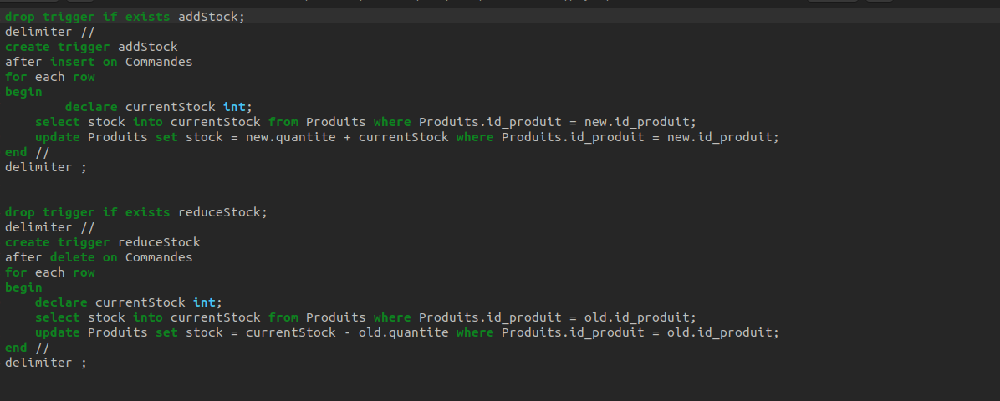 drop trigger if exists addStock;
delimiter //
create trigger addStock
after insert on Commandes
for each row
begin
        declare currentStock int;
    select stock into currentStock from Produits where Produits.id_produit = new.id_produit;
    update Produits set stock = new.quantite + currentStock where Produits.id_produit = new.id_produit;
end //
delimiter ;
drop trigger if exists reduceStock;
delimiter //
create trigger reduceStock
after delete on Commandes
for each row
begin
    declare currentStock int;
    select stock into currentStock from Produits where Produits.id_produit = old.id_produit;
    update Produits set stock = currentStock - old.quantite where Produits.id_produit = old.id_produit;
end //
delimiter ;